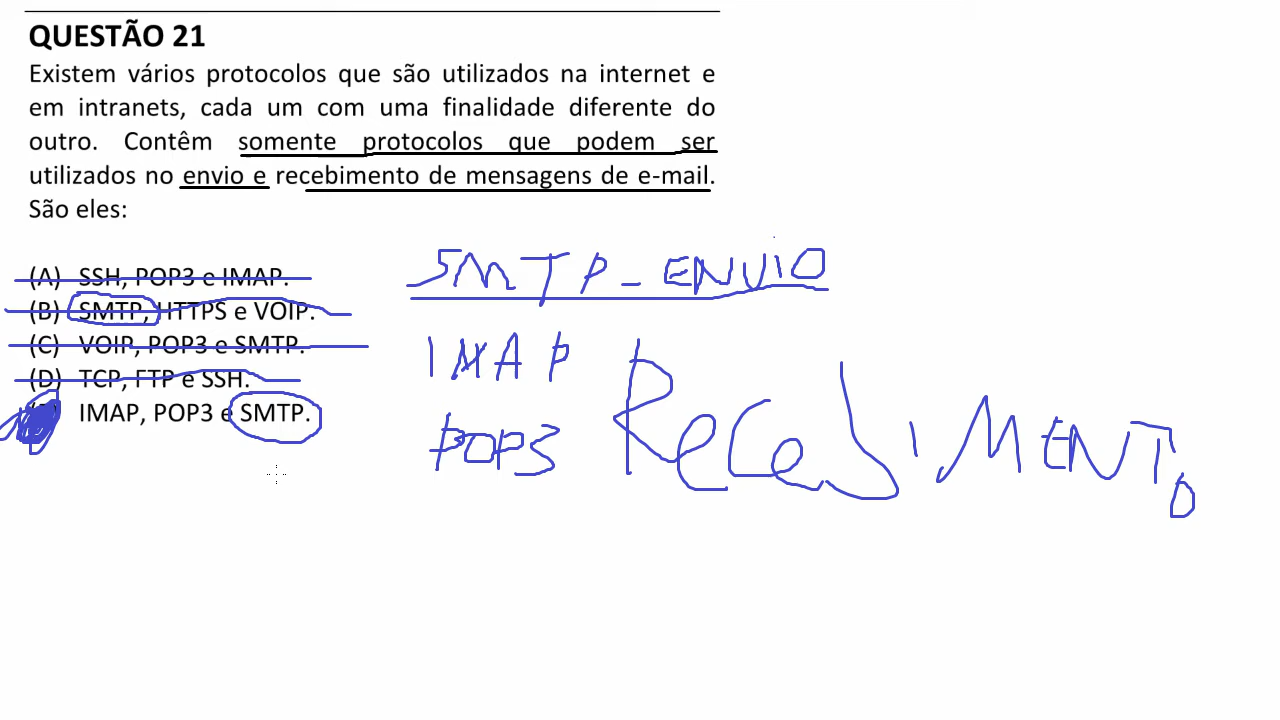 QUESTÃO 21
Existem vários protocolos que são utilizados na internet e
em intranets, cada um com uma finalidade diferente do
outro. Contêm somente protocolos que podem ser
utilizados no envio e recebimento de mensagens de e-mail.
São eles:
(A) SSH, POP3 e IMAP.
(B) SMTP, HTTPS e VOIP.
(C) VOIP, POP3 e SMTP.
(D) TCP, FTP e SSH.
IMAP, POP3 e SMTP.
SMTP - ENVIO
IMAP
POP3
RecebIMENTO